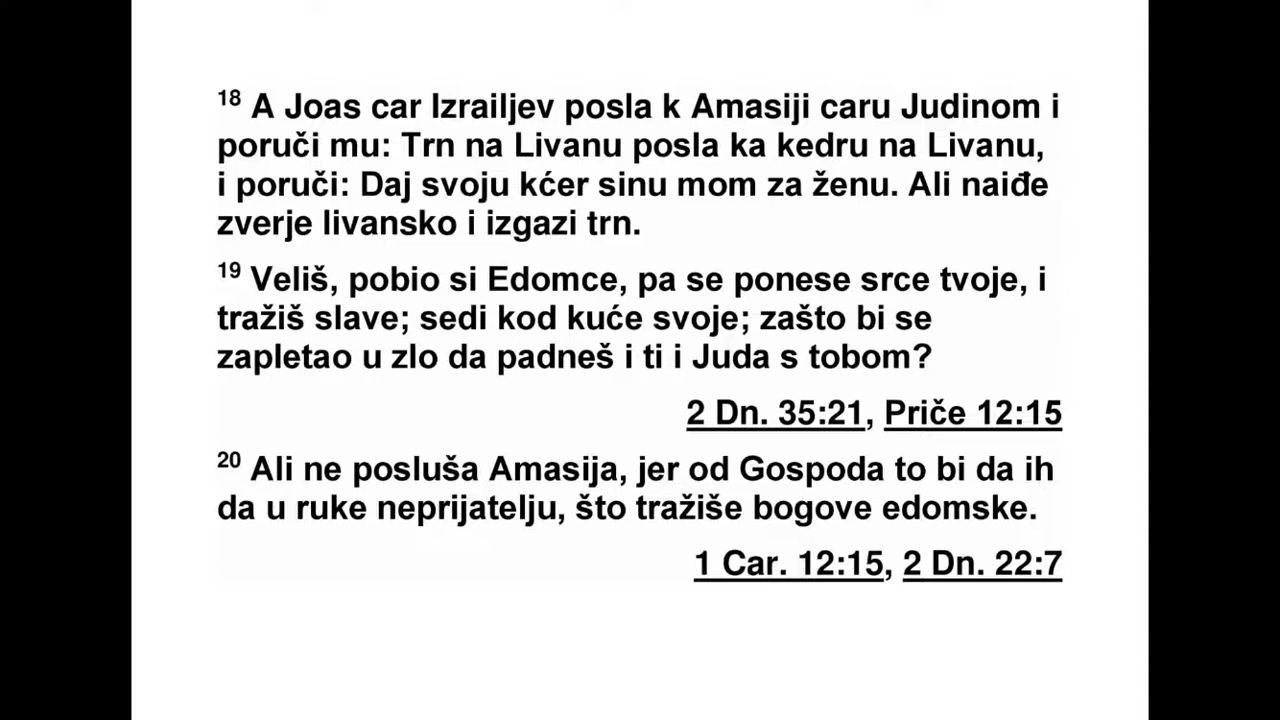 18 A Joas car Izrailjev posla k Amasiji caru Judinom i
poruči mu: Trn na Livanu posla ka kedru na Livanu,
i poruči: Daj svoju kćer sinu mom za ženu. Ali naiđe
zverje livansko i izgazi trn.
19 Veliš, pobio si Edomce, pa se ponese srce tvoje, i
tražiš slave; sedi kod kuće svoje; zašto bi se
zapletao u zlo da padneš i ti i Juda s tobom?
2 Dn. 35:21, Priče 12:15
20 Ali ne posluša Amasija, jer od Gospoda to bi da ih
da u ruke neprijatelju, što tražiše bogove edomske.
1 Car. 12:15, 2 Dn. 22:7